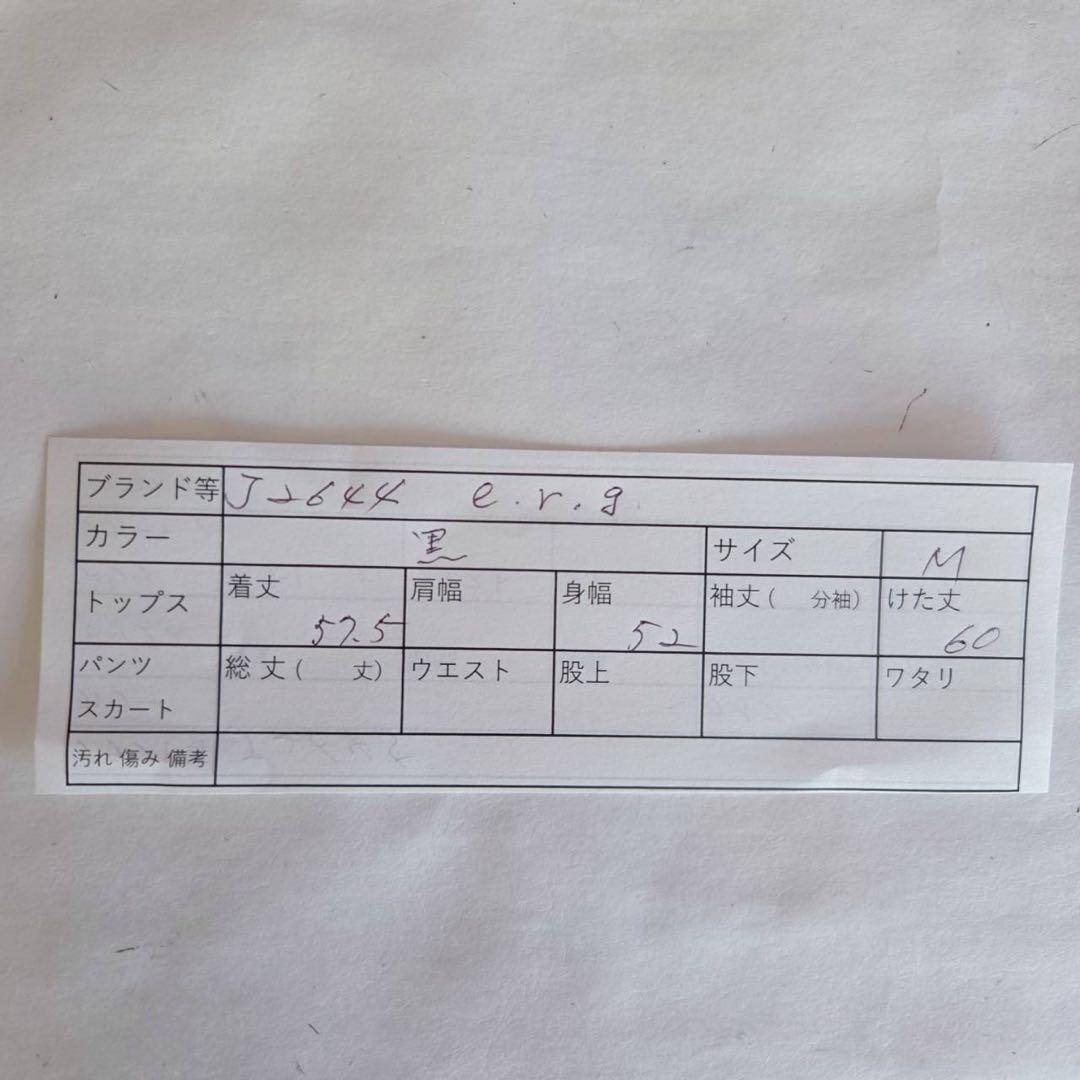 ブランド等 J2644 e.r.g.
カラー 黒 サイズ M
トップス 着丈 57.5 肩幅 身幅 52 袖丈( 分袖) けた丈 60
パンツ スカート 総丈( 丈) ウエスト 股上 股下 ワタリ
汚れ 傷み 備考